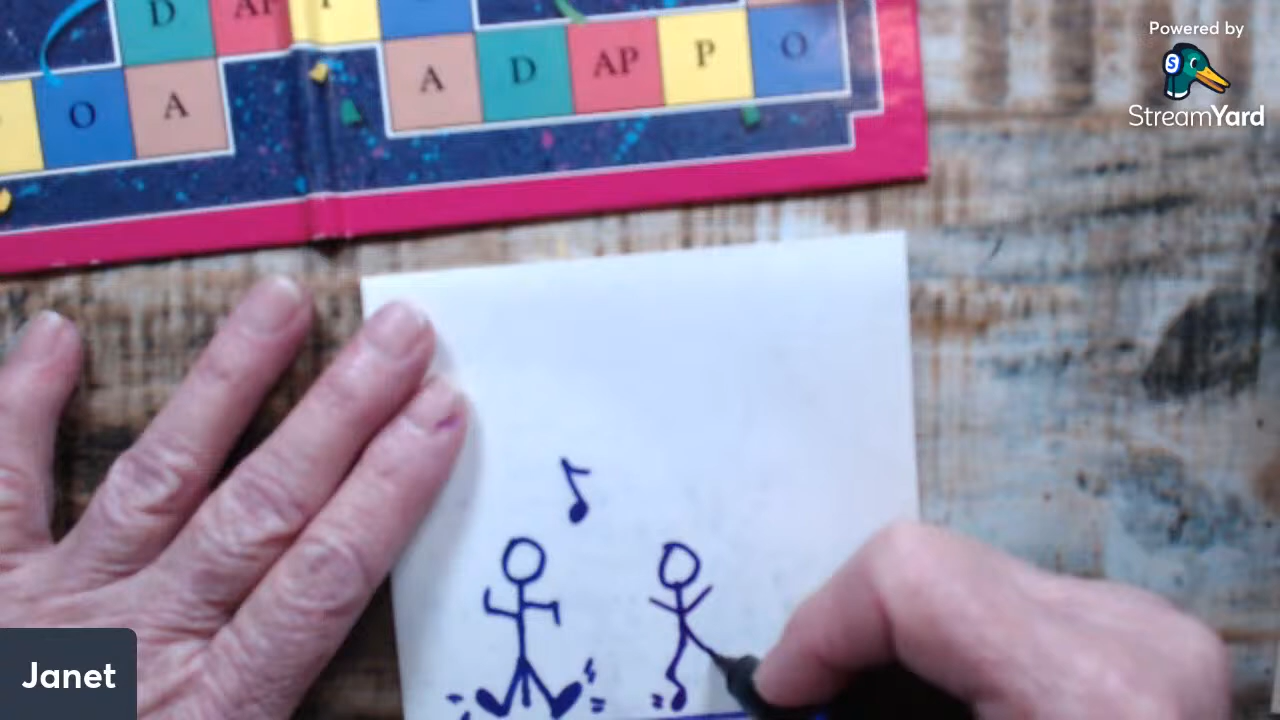 Powered by
StreamYard
D AP
O A
A D AP P O
Janet